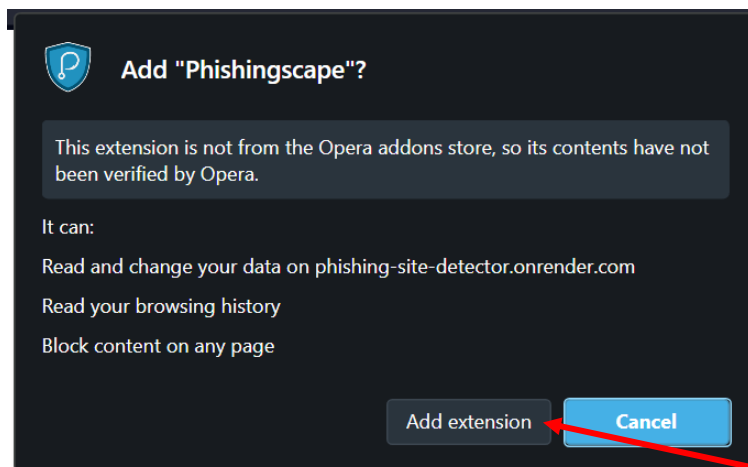 Add "Phishingscape"?
This extension is not from the Opera addons store, so its contents have not
been verified by Opera.
It can:
Read and change your data on phishing-site-detector.onrender.com
Read your browsing history
Block content on any page
Add extension
Cancel